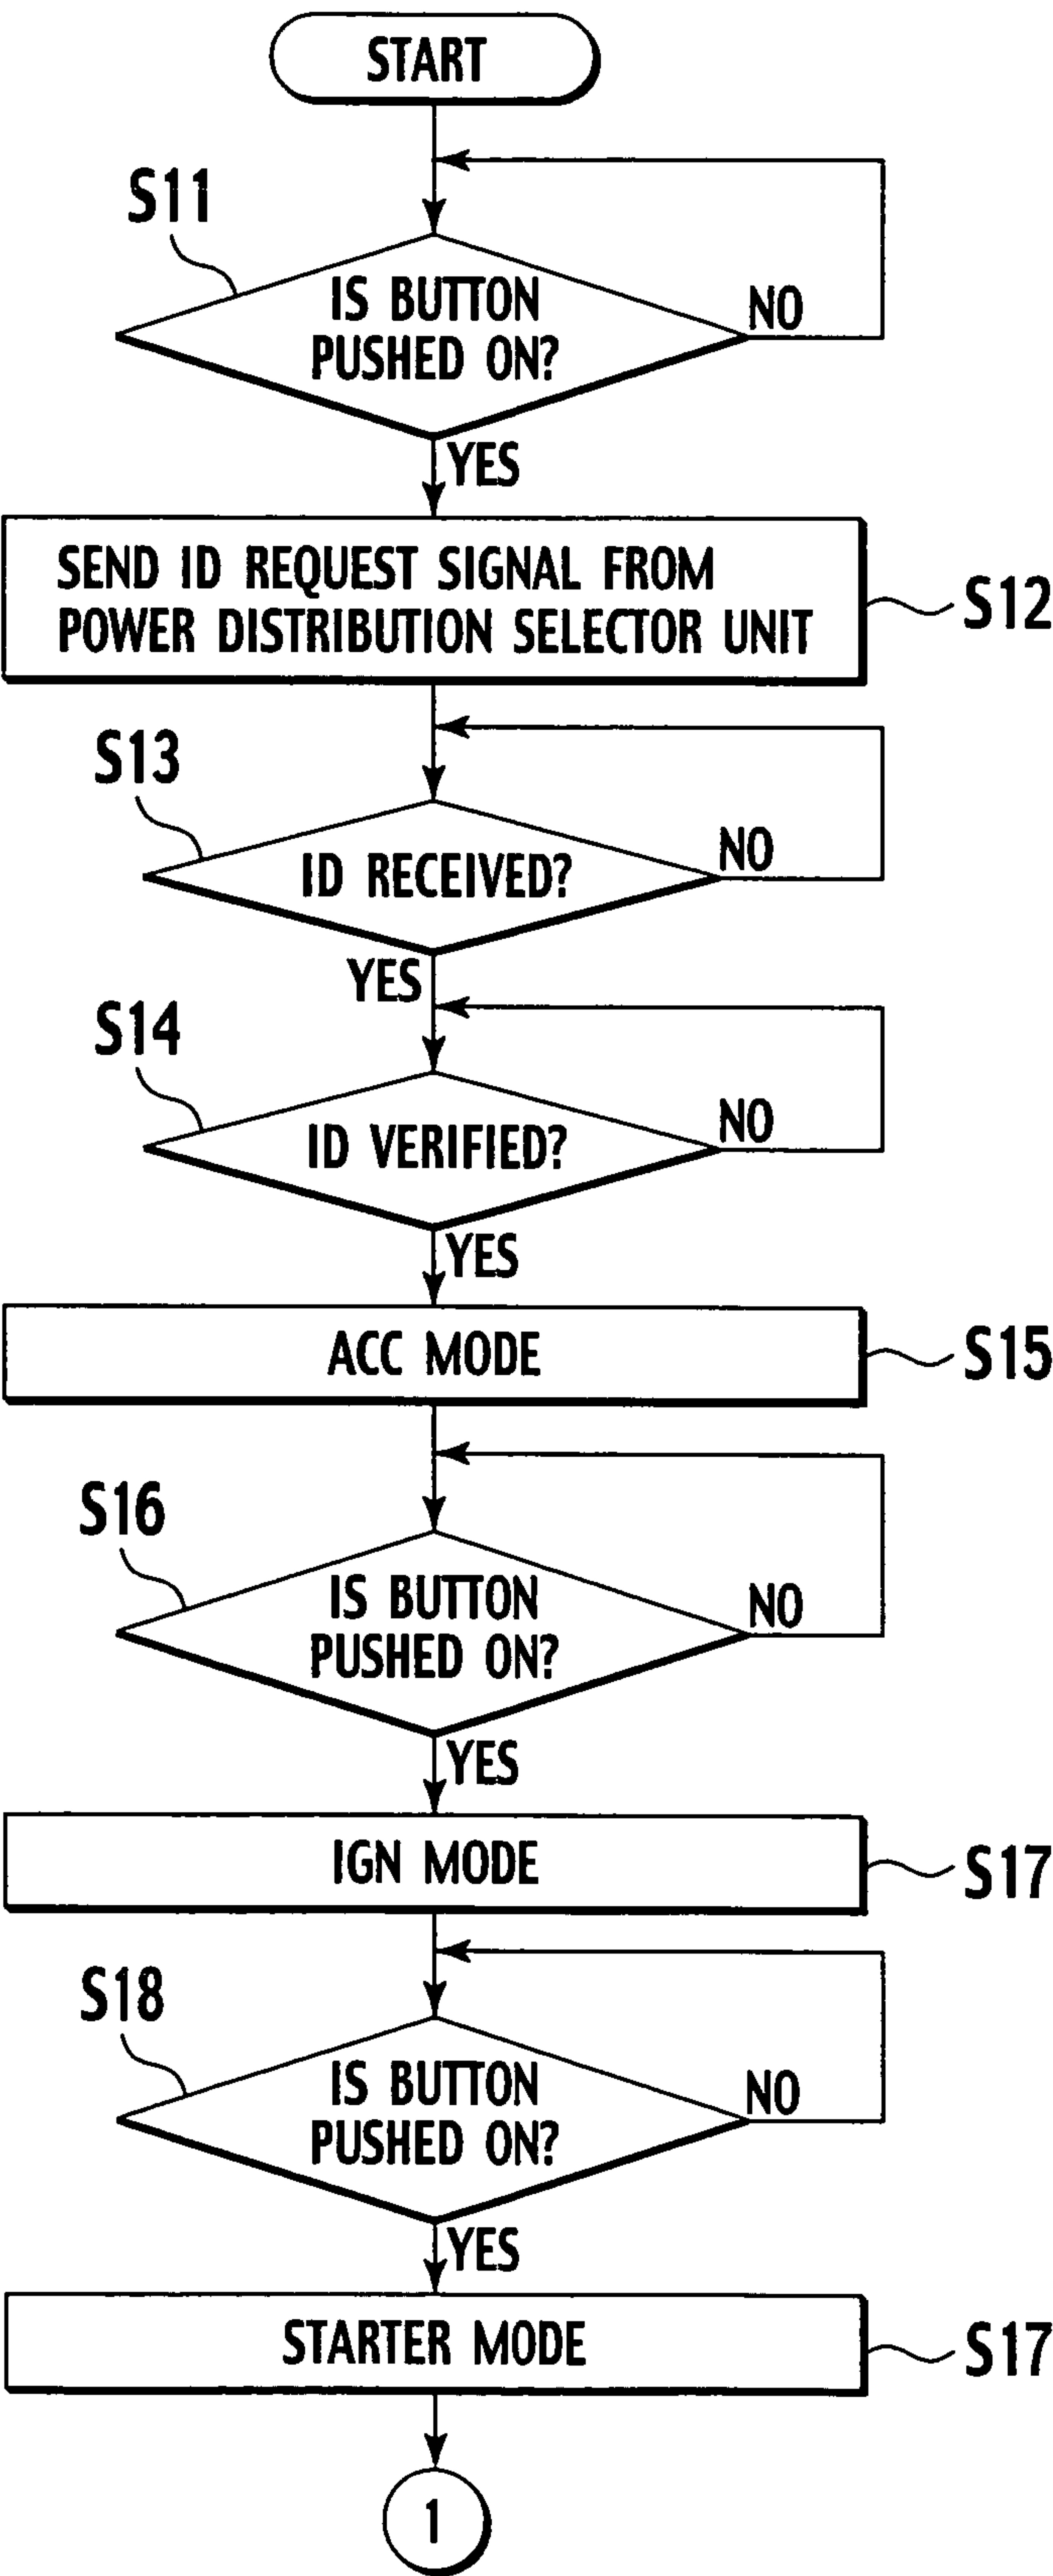 START
S11
IS BUTTON
PUSHED ON?
NO
YES
SEND ID REQUEST SIGNAL FROM
POWER DISTRIBUTION SELECTOR UNIT
S12
S13
ID RECEIVED?
NO
YES
S14
ID VERIFIED?
NO
YES
ACC MODE
S15
S16
IS BUTTON
PUSHED ON?
NO
YES
IGN MODE
S17
S18
IS BUTTON
PUSHED ON?
NO
YES
STARTER MODE
S17
1